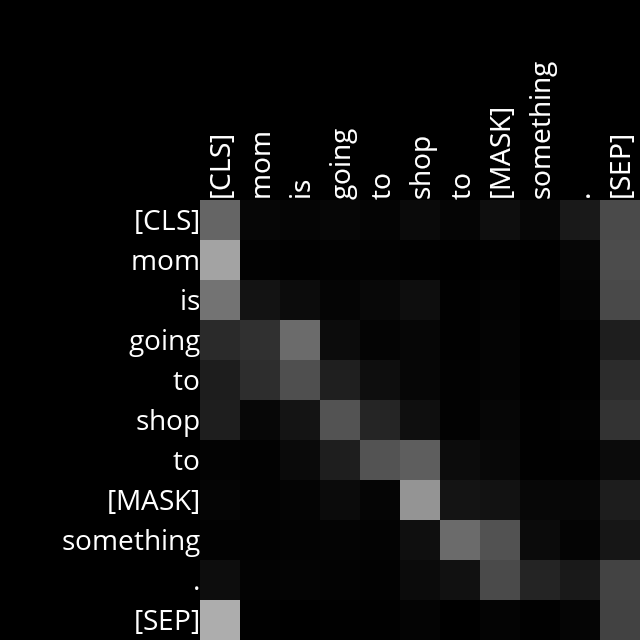 [CLS]
mom
is
going
to
shop
to
[MASK]
something
.
[SEP]
[CLS]
mom
is
going
to
shop
to
[MASK]
something
.
[SEP]